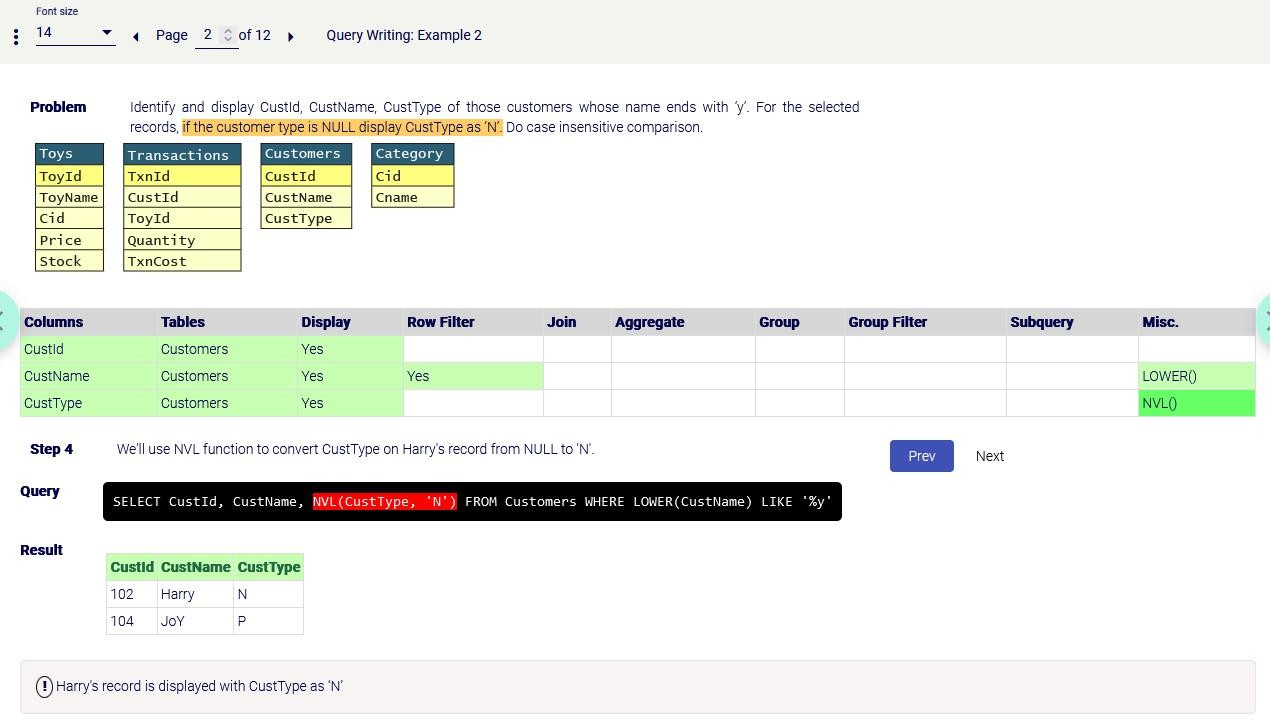 Font size
14
Page 2 of 12 Query Writing: Example 2
Problem Identify and display CustId, CustName, CustType of those customers whose name ends with ‘y’. For the selected
records, if the customer type is NULL display CustType as ‘N’. Do case insensitive comparison.
Toys Transactions Customers Category
ToyId TxnId CustId Cid
ToyName CustId CustName Cname
Cid ToyId CustType
Price Quantity
Stock TxnCost
Columns Tables Display Row Filter Join Aggregate Group Group Filter Subquery Misc.
CustId Customers Yes
CustName Customers Yes Yes LOWER()
CustType Customers Yes NVL()
Step 4 We'll use NVL function to convert CustType on Harry's record from NULL to 'N'. Prev Next
Query SELECT CustId, CustName, NVL(CustType, 'N') FROM Customers WHERE LOWER(CustName) LIKE '%y'
Result
CustId CustName CustType
102 Harry N
104 JoY P
Harry's record is displayed with CustType as ‘N’